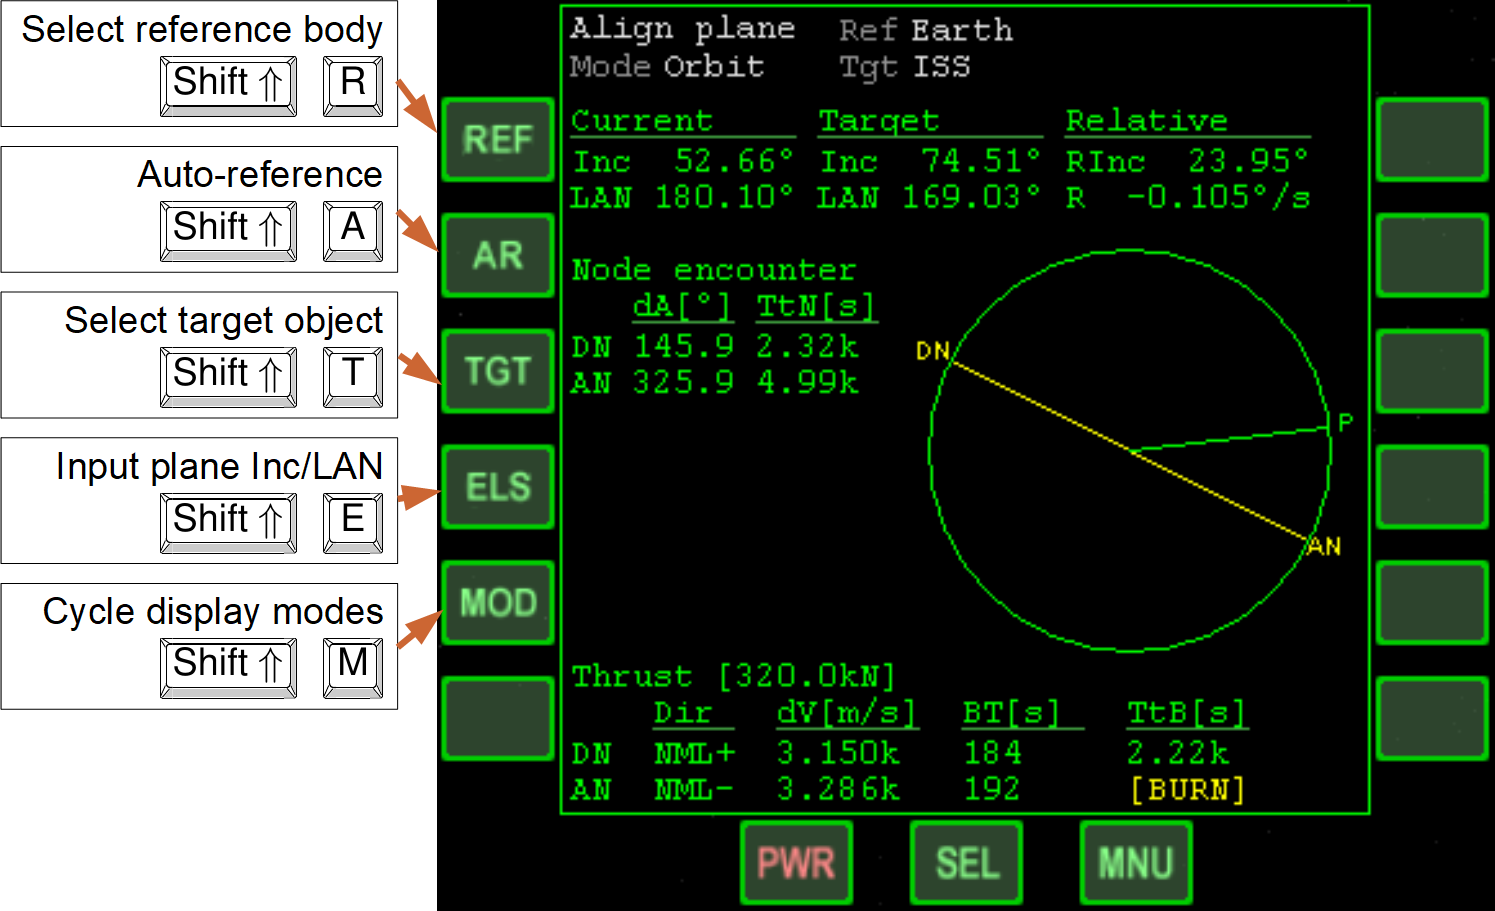 Select reference body
Shift ⇑ R
Auto-reference
Shift ⇑ A
Select target object
Shift ⇑ T
Input plane Inc/LAN
Shift ⇑ E
Cycle display modes
Shift ⇑ M
REF
AR
TGT
ELS
MOD
Align plane Ref Earth
Mode Orbit Tgt ISS
Current Target Relative
Inc 52.66° Inc 74.51° RInc 23.95°
LAN 180.10° LAN 169.03° R -0.105°/s
Node encounter
dA[°] TtN[s]
DN 145.9 2.32k
AN 325.9 4.99k
DN
P
AN
Thrust [320.0kN]
Dir dV[m/s] BT[s] TtB[s]
DN NML+ 3.150k 184 2.22k
AN NML- 3.286k 192 [BURN]
PWR SEL MNU